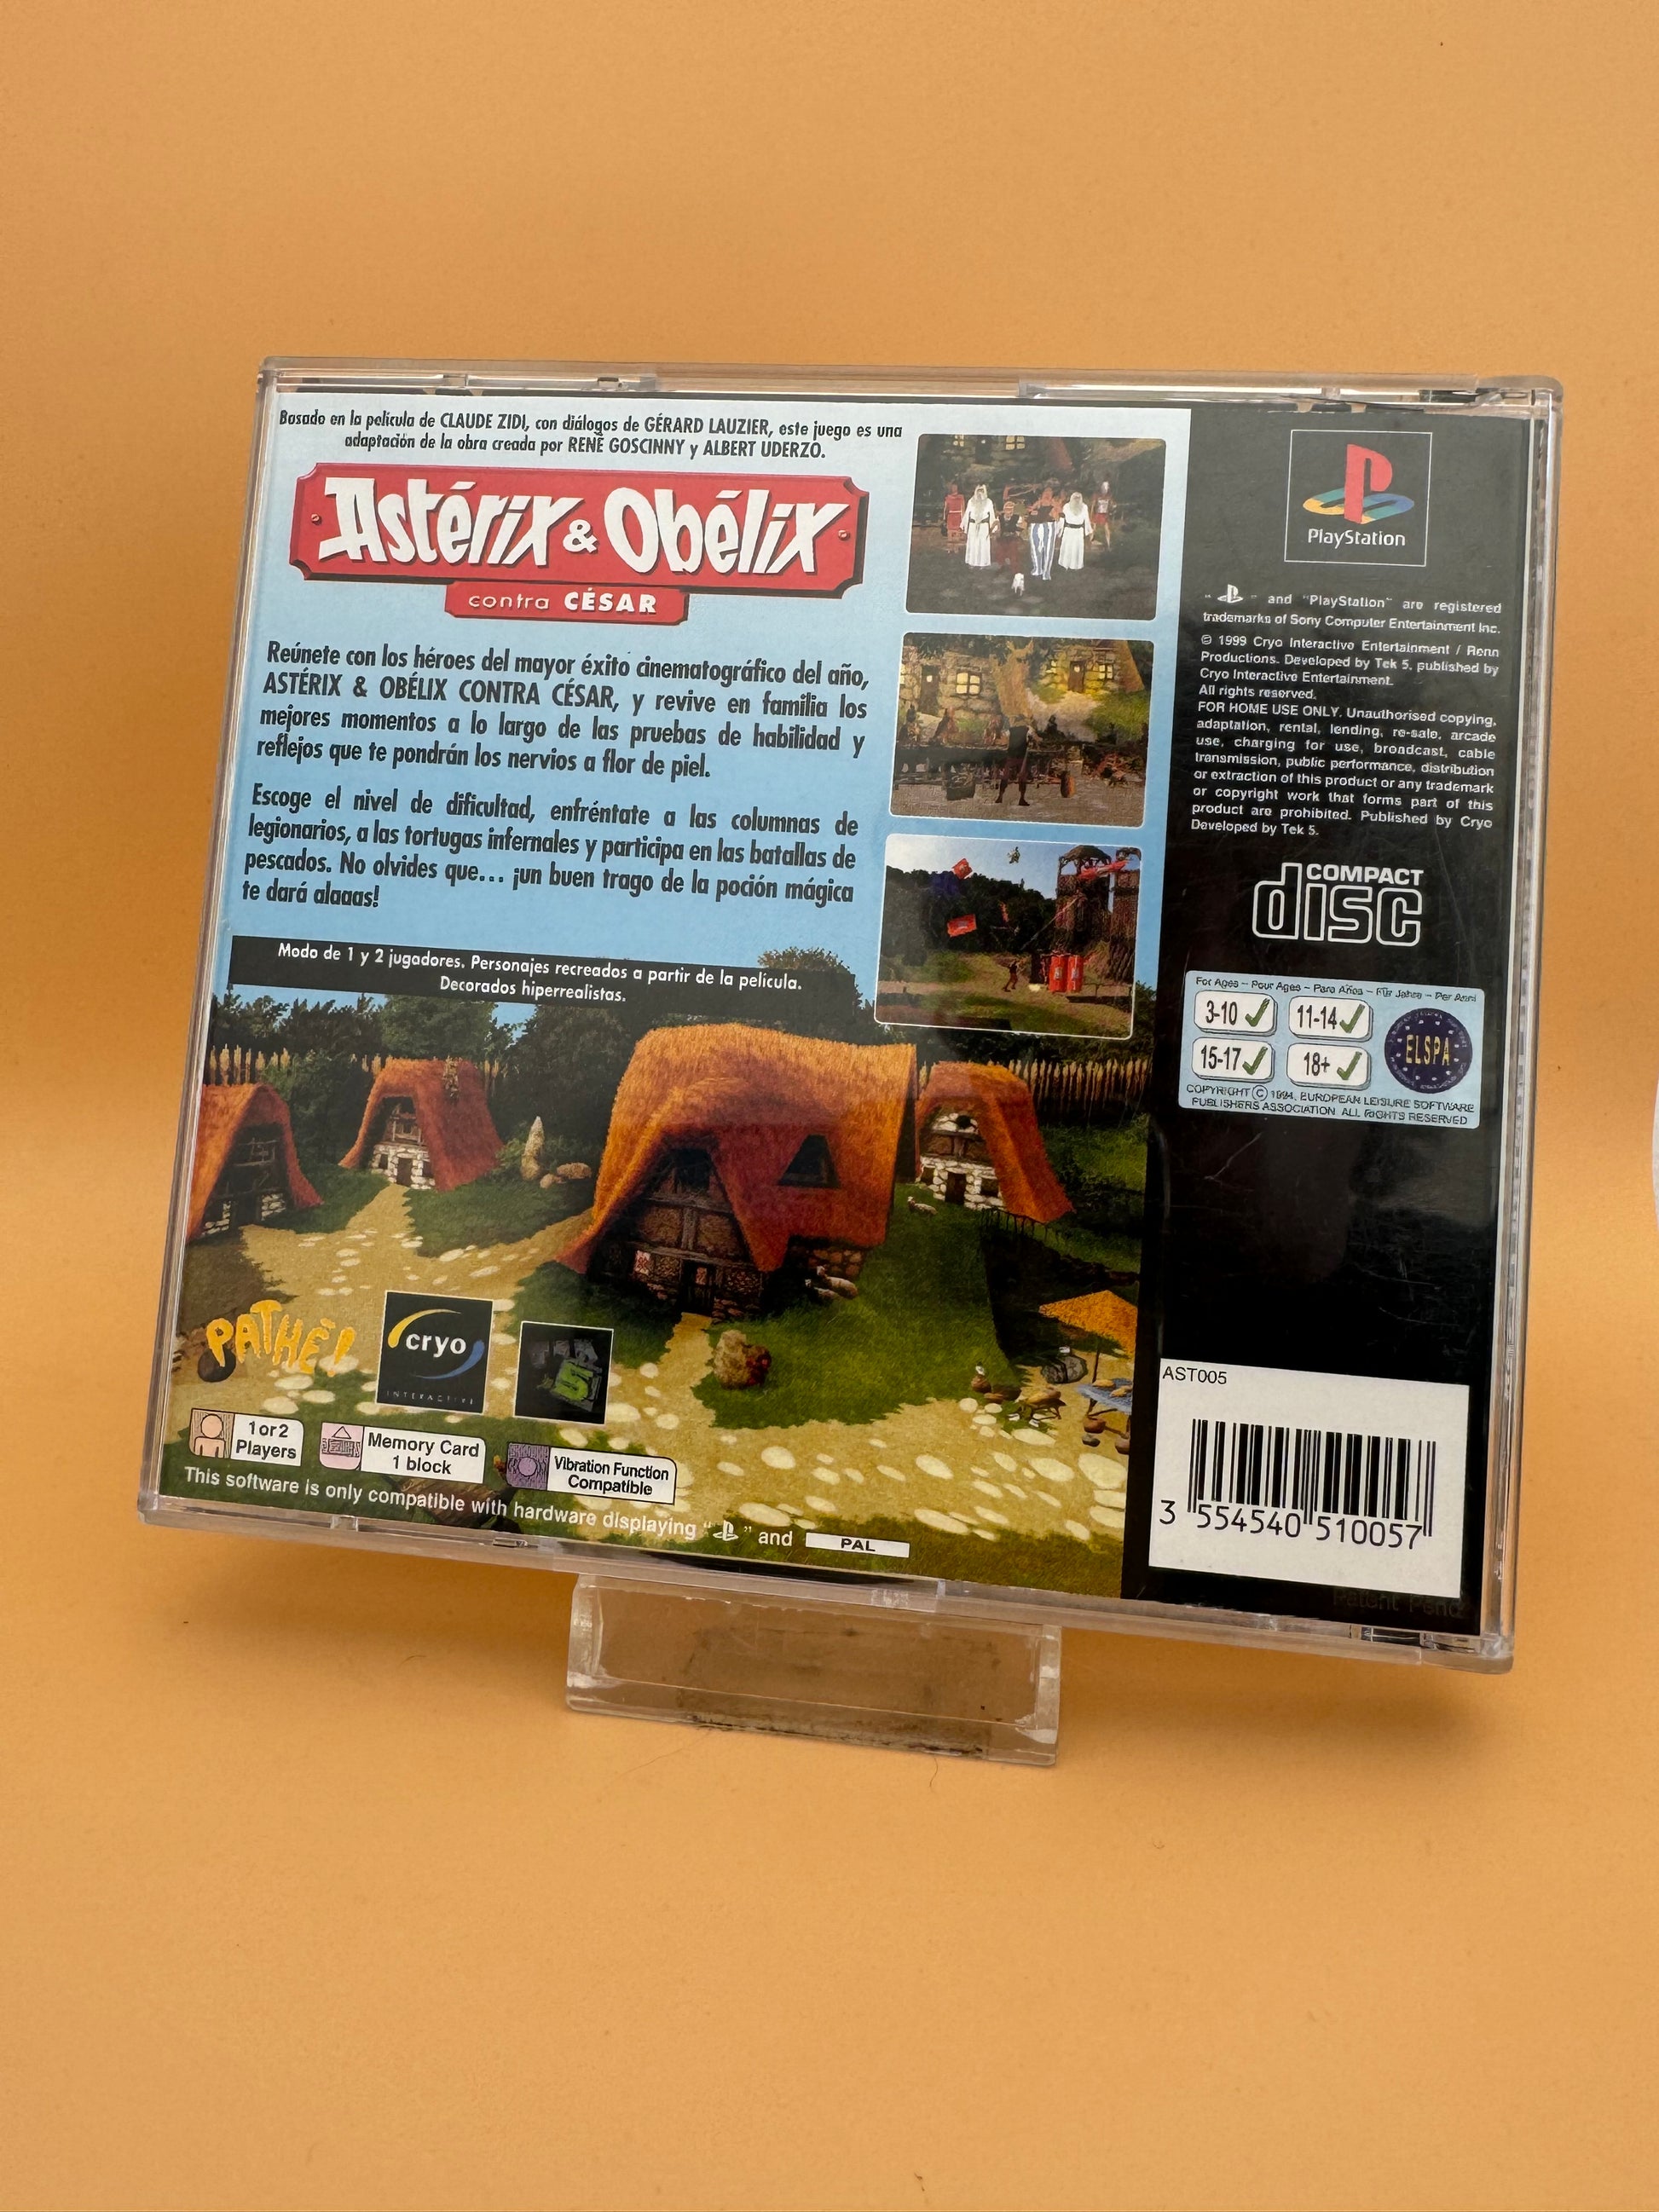 Basado en la película de CLAUDE ZIDI, con diálogos de GÉRARD LAUZIER, este juego es una
adaptación de la obra creada por RENÉ GOSCINNY y ALBERT UDERZO.
Astérix & Obélix
contra CÉSAR
Reúnete con los héroes del mayor éxito cinematográfico del año,
ASTÉRIX & OBÉLIX CONTRA CÉSAR, y revive en familia los
mejores momentos a lo largo de las pruebas de habilidad y
reflejos que te pondrán los nervios a flor de piel.
Escoge el nivel de dificultad, enfréntate a las columnas de
legionarios, a las tortugas infernales y participa en las batallas de
pescados. No olvides que... ¡un buen trago de la poción mágica
te dará alaaas!
Modo de 1 y 2 jugadores. Personajes recreados a partir de la película.
Decorados hiperrealistas.
PATHÉ!
cryo
INTERACTIVE
1 or 2
Players
Memory Card
1 block
Vibration Function
Compatible
This software is only compatible with hardware displaying " " and PAL
PlayStation
" " and "PlayStation" are registered
trademarks of Sony Computer Entertainment Inc.
© 1999 Cryo Interactive Entertainment / Renn
Productions. Developed by Tek 5. published by
Cryo Interactive Entertainment.
All rights reserved.
FOR HOME USE ONLY. Unauthorised copying,
adaptation, rental, lending, re-sale, arcade
use, charging for use, broadcast, cable
transmission, public performance, distribution
or extraction of this product or any trademark
or copyright work that forms part of this
product are prohibited. Published by Cryo
Developed by Tek 5.
COMPACT
disc
For Ages – Pour Ages – Para Años – Für Jahre – Per Anni
3-10 11-14
15-17 18+
ELSPA
COPYRIGHT © 1994, EUROPEAN LEISURE SOFTWARE
PUBLISHERS ASSOCIATION. ALL RIGHTS RESERVED
AST005
3 554540 510057
Patent Pend